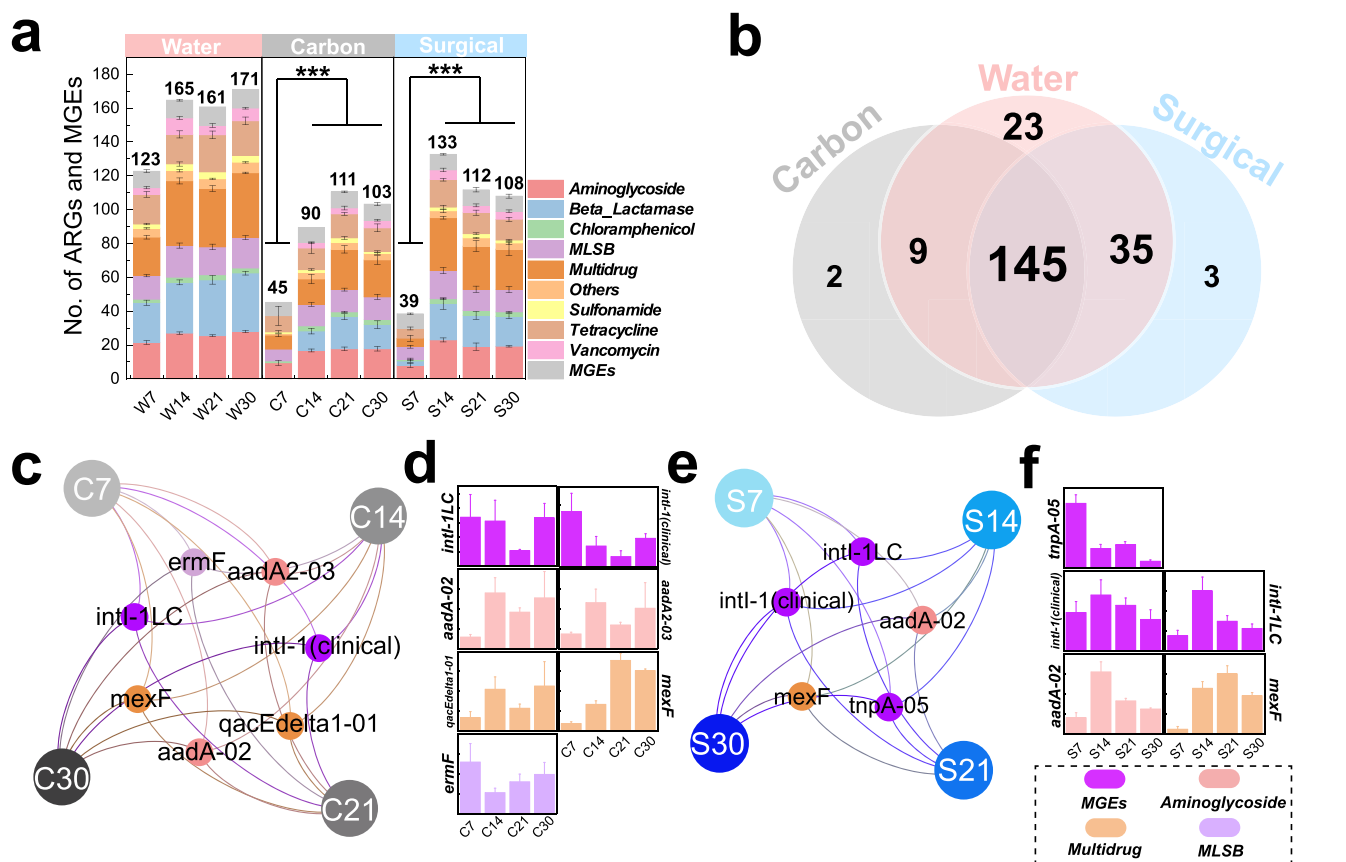 a
Water
Carbon
Surgical
No. of ARGs and MGEs
180
160
140
120
100
80
60
40
20
0
123
165
161
171
***
45
90
111
103
***
39
133
112
108
W7
W14
W21
W30
C7
C14
C21
C30
S7
S14
S21
S30
Aminoglycoside
Beta_Lactamase
Chloramphenicol
MLSB
Multidrug
Others
Sulfonamide
Tetracycline
Vancomycin
MGEs
b
Water
Carbon
Surgical
23
2
9
145
35
3
c
C7
C14
ermF
aadA2-03
intI-1LC
intI-1(clinical)
mexF
qacEdelta1-01
aadA-02
C30
C21
d
intI-1LC
intI-1(clinical)
aadA-02
aadA2-03
qacEdelta1-01
mexF
ermF
C7
C14
C21
C30
C7
C14
C21
C30
e
S7
S14
intI-1LC
intI-1(clinical)
aadA-02
mexF
tnpA-05
S30
S21
f
tnpA-05
intI-1(clinical)
intI-1LC
aadA-02
mexF
S7
S14
S21
S30
S7
S14
S21
S30
MGEs
Aminoglycoside
Multidrug
MLSB